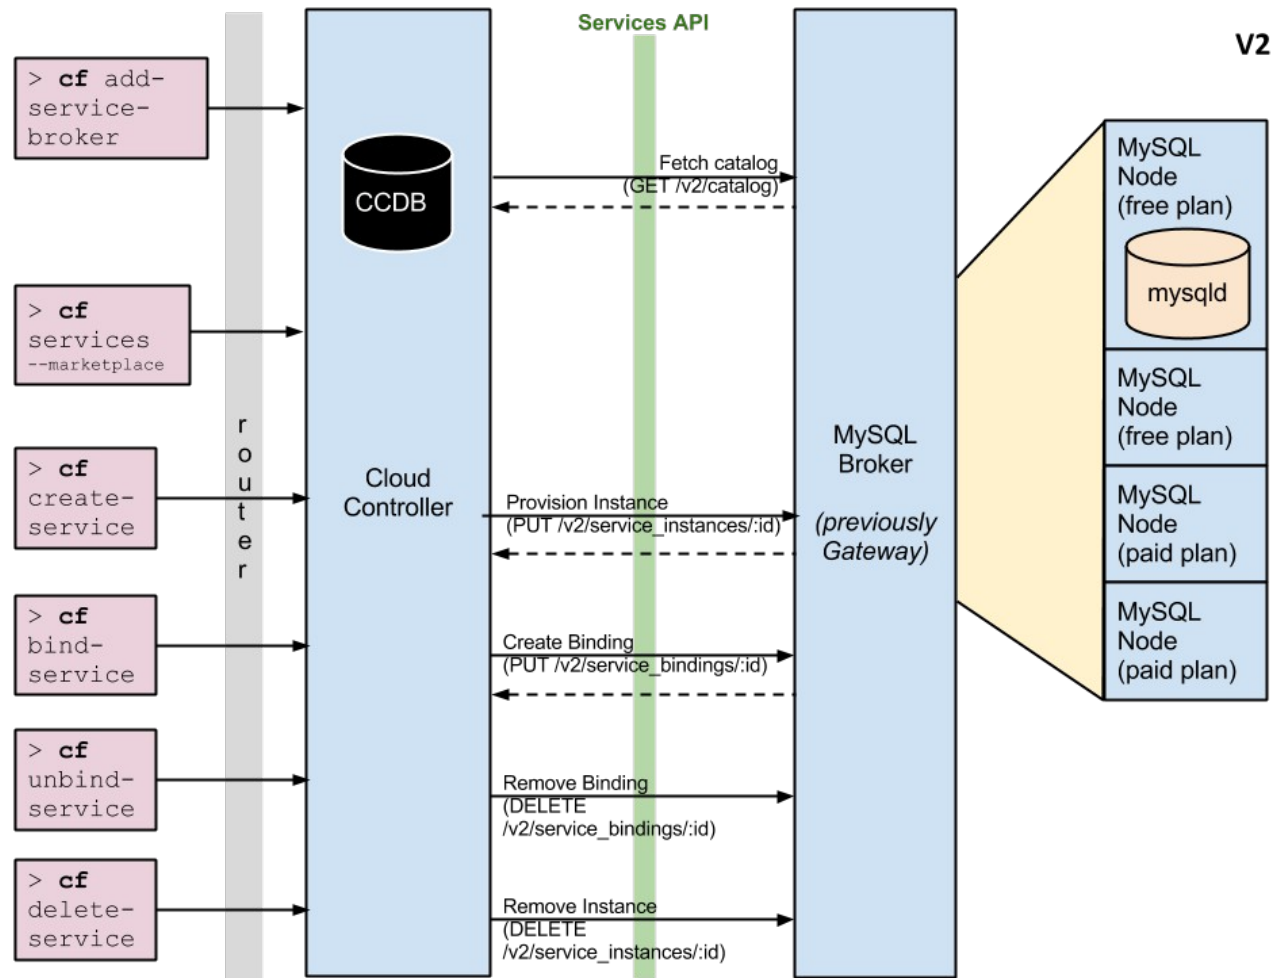 Services API
V2
> cf add-
service-
broker
CCDB
Fetch catalog
(GET /v2/catalog)
MySQL
Node
(free plan)
mysqld
> cf
services
--marketplace
router
MySQL
Node
(free plan)
> cf
create-
service
Cloud
Controller
Provision Instance
(PUT /v2/service_instances/:id)
MySQL
Broker
(previously
Gateway)
MySQL
Node
(paid plan)
> cf
bind-
service
Create Binding
(PUT /v2/service_bindings/:id)
MySQL
Node
(paid plan)
> cf
unbind-
service
Remove Binding
(DELETE
/v2/service_bindings/:id)
> cf
delete-
service
Remove Instance
(DELETE
/v2/service_instances/:id)